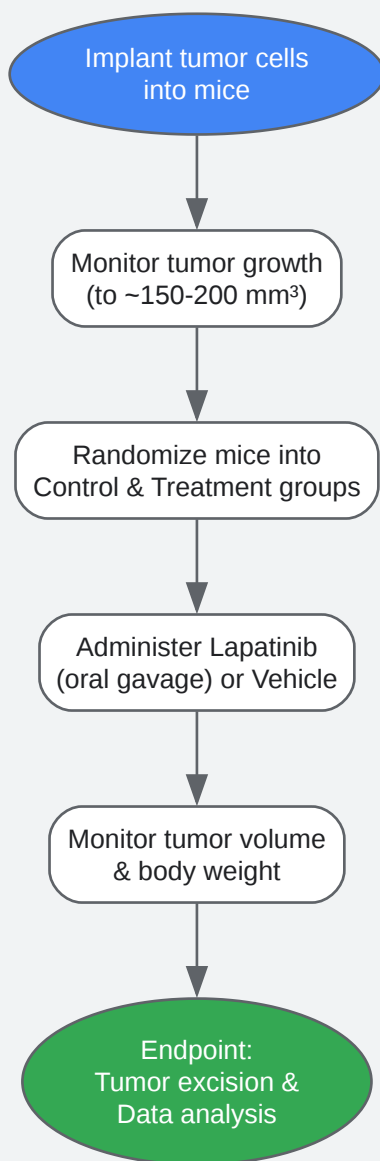 Implant tumor cells
into mice
Monitor tumor growth
(to ~150-200 mm³)
Randomize mice into
Control & Treatment groups
Administer Lapatinib
(oral gavage) or Vehicle
Monitor tumor volume
& body weight
Endpoint:
Tumor excision &
Data analysis